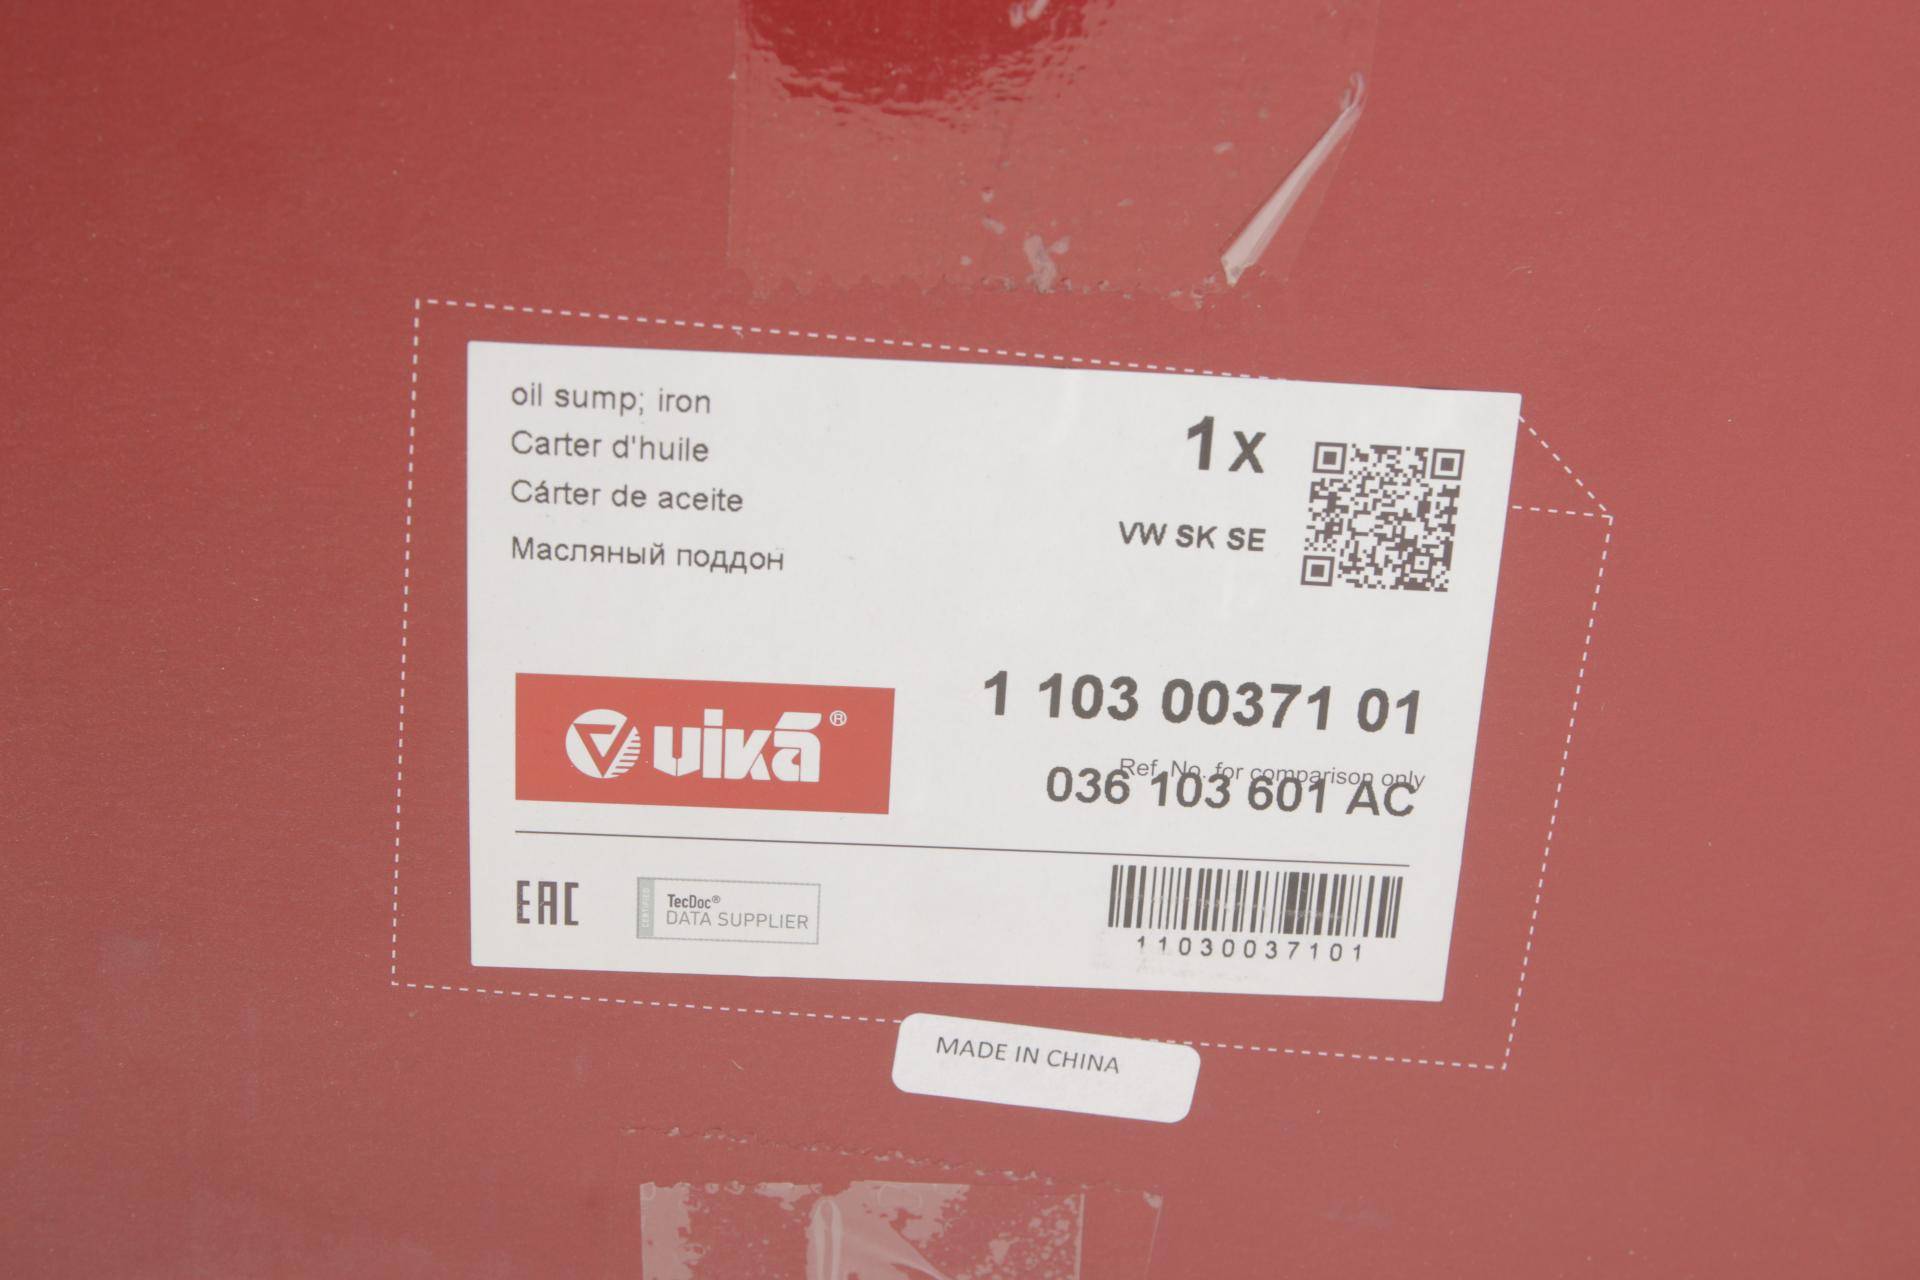 oil sump; iron
Carter d'huile
Cárter de aceite
Масляный поддон
1x
VW SK SE
vikā®
1 103 00371 01
Ref. No. for comparison only
036 103 601 AC
EAC
CERTIFIED
TecDoc®
DATA SUPPLIER
11030037101
MADE IN CHINA